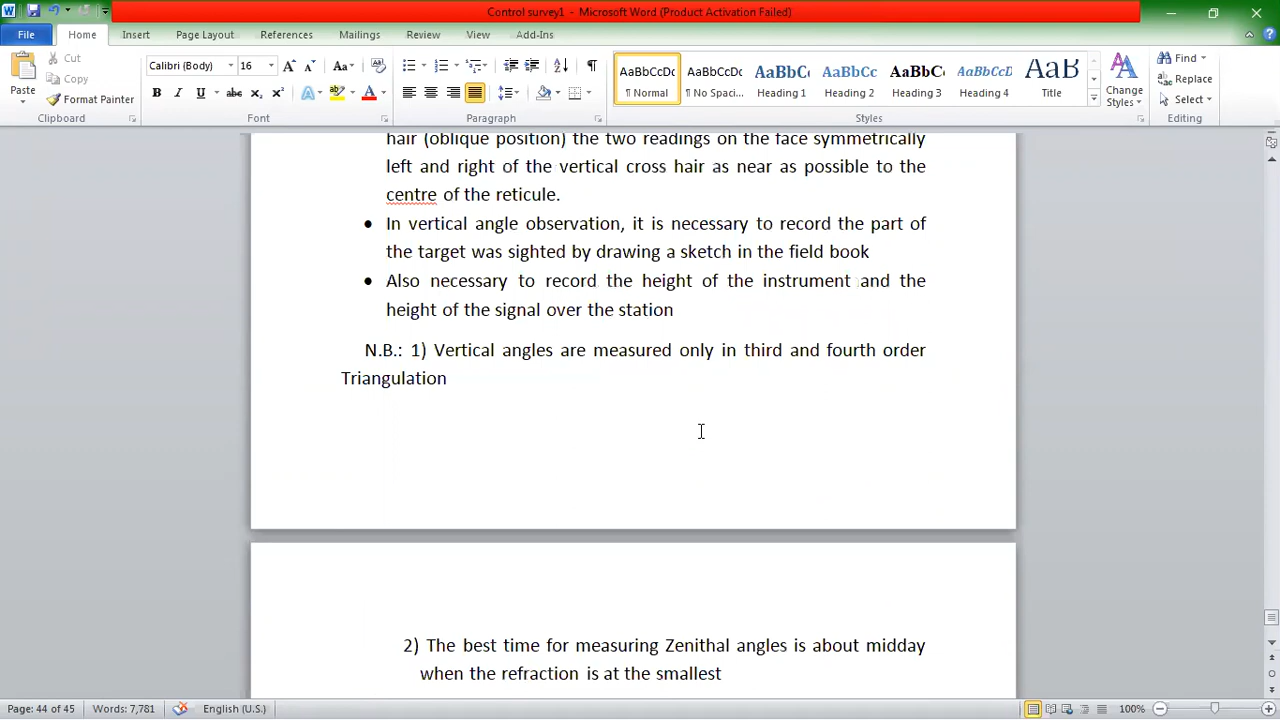 Control survey1 - Microsoft Word (Product Activation Failed)
File Home Insert Page Layout References Mailings Review View Add-Ins
Paste
Cut
Copy
Format Painter
Clipboard
Calibri (Body) 16
Font
Paragraph
AaBbCcDc AaBbCcDc AaBbC AaBbCc AaBbCc AaBbCcD AaB
¶ Normal ¶ No Spaci... Heading 1 Heading 2 Heading 3 Heading 4 Title
Change Styles
Styles
Find
Replace
Select
Editing
hair (oblique position) the two readings on the face symmetrically
left and right of the vertical cross hair as near as possible to the
centre of the reticule.
• In vertical angle observation, it is necessary to record the part of
the target was sighted by drawing a sketch in the field book
• Also necessary to record the height of the instrument and the
height of the signal over the station
N.B.: 1) Vertical angles are measured only in third and fourth order
Triangulation
2) The best time for measuring Zenithal angles is about midday
when the refraction is at the smallest
Page: 44 of 45 Words: 7,781 English (U.S.) 100%